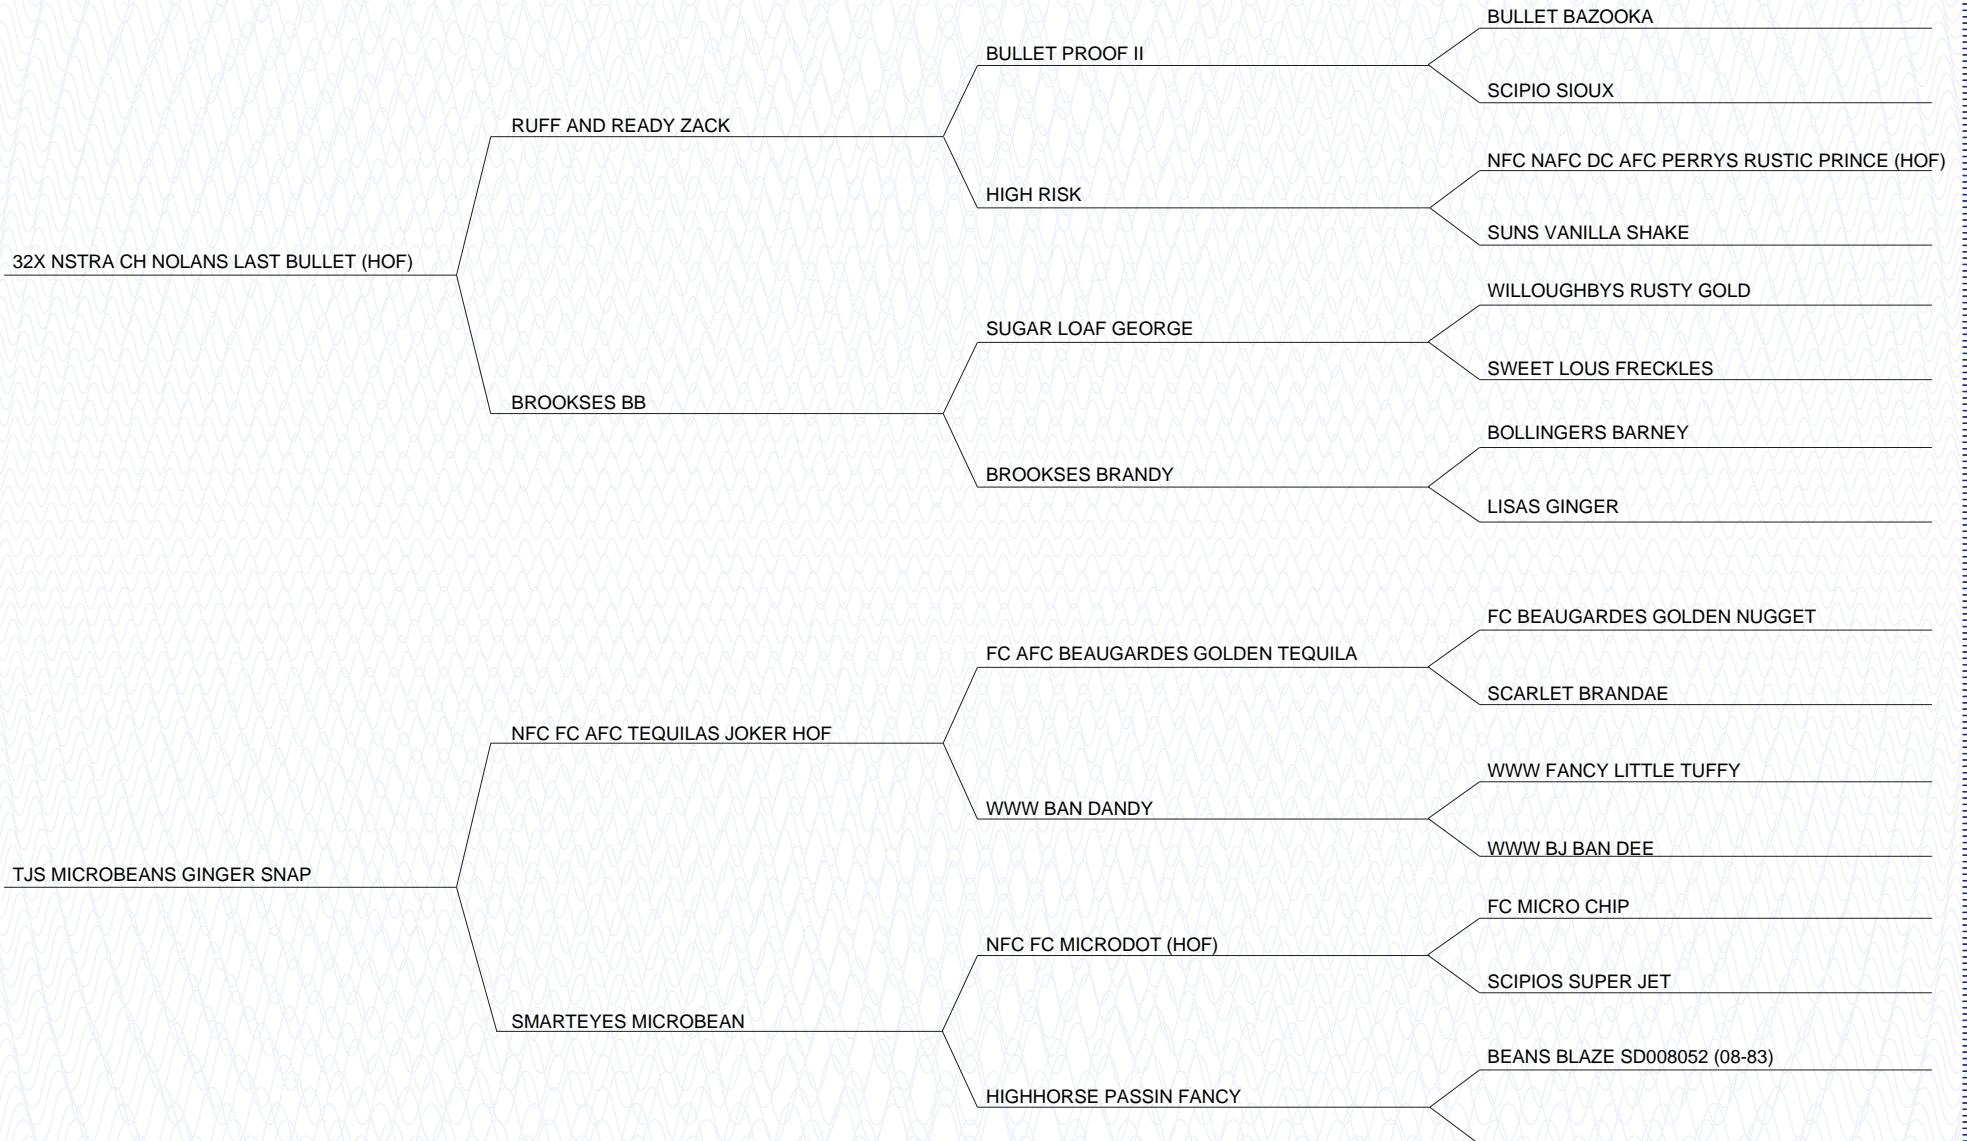 BULLET BAZOOKA
BULLET PROOF II
SCIPIO SIOUX
RUFF AND READY ZACK
NFC NAFC DC AFC PERRYS RUSTIC PRINCE (HOF)
HIGH RISK
SUNS VANILLA SHAKE
32X NSTRA CH NOLANS LAST BULLET (HOF)
WILLOUGHBYS RUSTY GOLD
SUGAR LOAF GEORGE
SWEET LOUS FRECKLES
BROOKSES BB
BOLLINGERS BARNEY
BROOKSES BRANDY
LISAS GINGER
FC BEAUGARDES GOLDEN NUGGET
FC AFC BEAUGARDES GOLDEN TEQUILA
SCARLET BRANDAE
NFC FC AFC TEQUILAS JOKER HOF
WWW FANCY LITTLE TUFFY
WWW BAN DANDY
WWW BJ BAN DEE
TJS MICROBEANS GINGER SNAP
FC MICRO CHIP
NFC FC MICRODOT (HOF)
SCIPIOS SUPER JET
SMARTEYES MICROBEAN
BEANS BLAZE SD008052 (08-83)
HIGHHORSE PASSIN FANCY